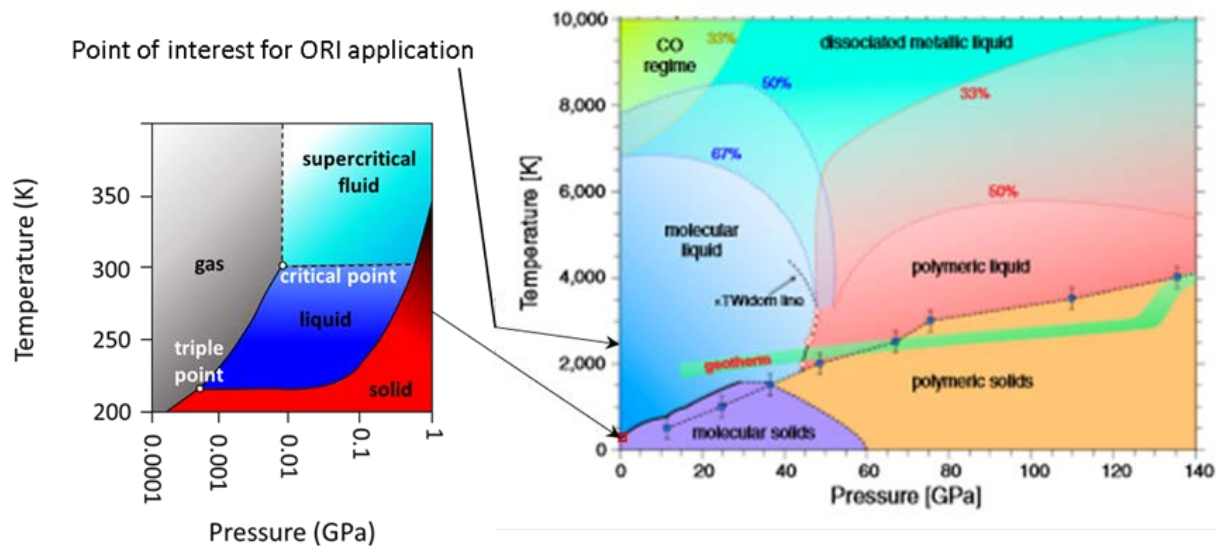 Point of interest for ORI application
Temperature (K)
350
300
250
200
gas
supercritical
fluid
critical point
liquid
triple
point
solid
0.0001
0.001
0.01
0.1
1
Pressure (GPa)
Temperature [K]
10,000
8,000
6,000
4,000
2,000
0
CO
regime
33%
dissociated metallic liquid
50%
33%
67%
50%
molecular
liquid
polymeric liquid
κTWidom line
geotherm
polymeric solids
molecular solids
0
20
40
60
80
100
120
140
Pressure [GPa]